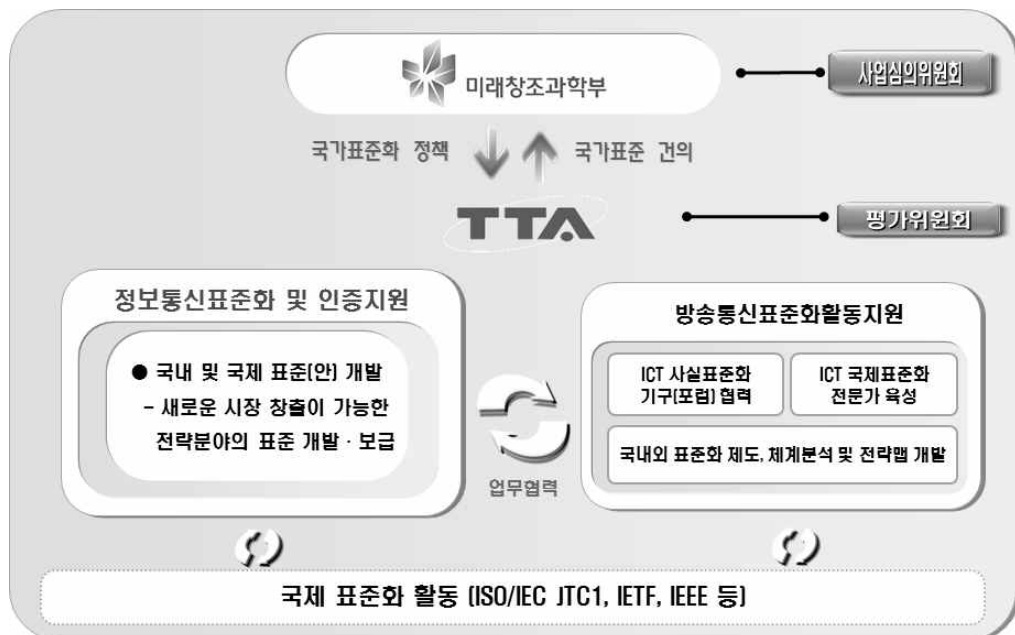 미래창조과학부
사업심의위원회
국가표준화 정책
국가표준 건의
TTA
평가위원회
정보통신표준화 및 인증지원
● 국내 및 국제 표준(안) 개발
- 새로운 시장 창출이 가능한
전략분야의 표준 개발·보급
업무협력
방송통신표준화활동지원
ICT 사실표준화
기구(포럼) 협력
ICT 국제표준화
전문가 육성
국내외 표준화 제도, 체계분석 및 전략맵 개발
국제 표준화 활동 (ISO/IEC JTC1, IETF, IEEE 등)